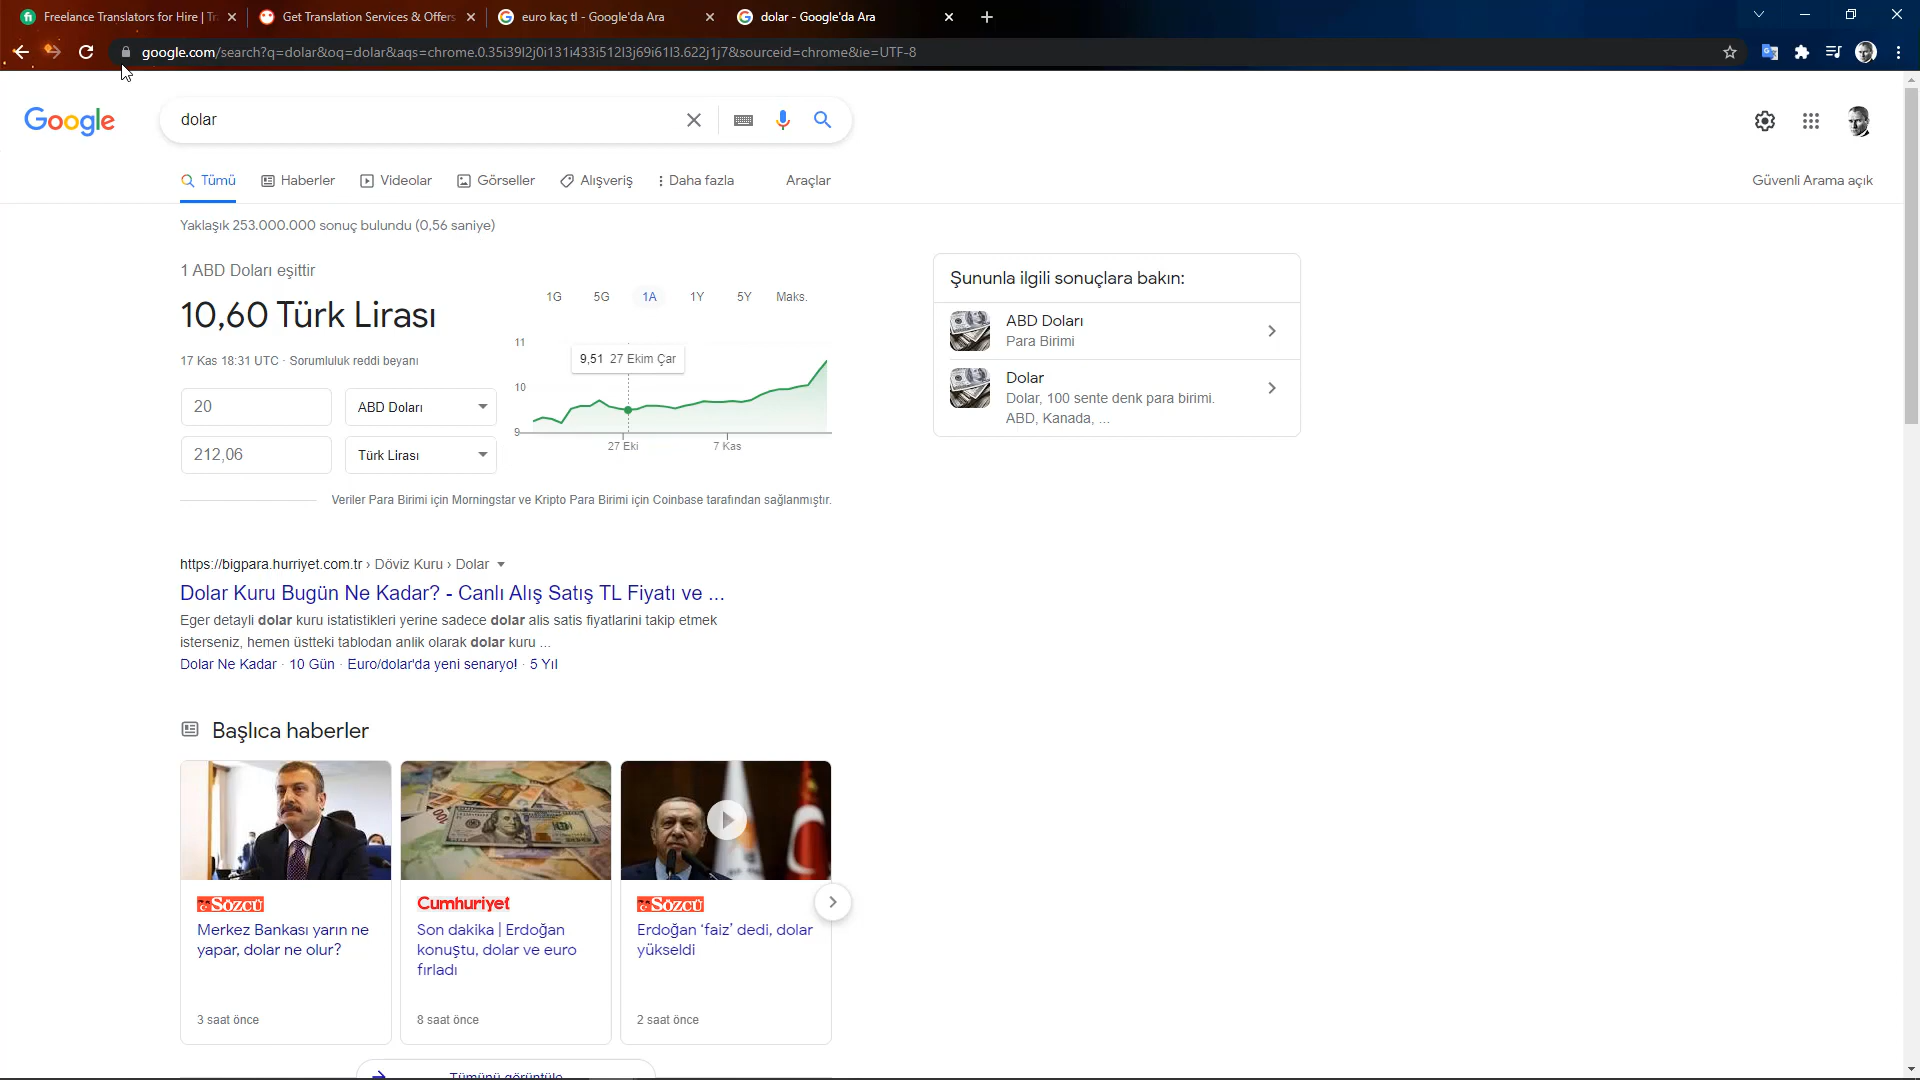 Freelance Translators for Hire | Tr
Get Translation Services & Offers
euro kaç tl - Google'da Ara
dolar - Google'da Ara
google.com/search?q=dolar&oq=dolar&aqs=chrome.0.35i39l2j0i131i433i512l3j69i61l3.622j1j7&sourceid=chrome&ie=UTF-8
Google
dolar
Tümü
Haberler
Videolar
Görseller
Alışveriş
Daha fazla
Araçlar
Güvenli Arama açık
Yaklaşık 253.000.000 sonuç bulundu (0,56 saniye)
1 ABD Doları eşittir
10,60 Türk Lirası
17 Kas 18:31 UTC · Sorumluluk reddi beyanı
20
ABD Doları
212,06
Türk Lirası
1G
5G
1A
1Y
5Y
Maks.
11
10
9
9,51 27 Ekim Çar
27 Eki
7 Kas
Veriler Para Birimi için Morningstar ve Kripto Para Birimi için Coinbase tarafından sağlanmıştır.
Şununla ilgili sonuçlara bakın:
ABD Doları
Para Birimi
Dolar
Dolar, 100 sente denk para birimi.
ABD, Kanada, ...
https://bigpara.hurriyet.com.tr › Döviz Kuru › Dolar
Dolar Kuru Bugün Ne Kadar? - Canlı Alış Satış TL Fiyatı ve ...
Eger detayli dolar kuru istatistikleri yerine sadece dolar alis satis fiyatlarini takip etmek
isterseniz, hemen üstteki tablodan anlik olarak dolar kuru ...
Dolar Ne Kadar · 10 Gün · Euro/dolar'da yeni senaryo! · 5 Yıl
Başlıca haberler
SÖZCÜ
Merkez Bankası yarın ne
yapar, dolar ne olur?
3 saat önce
Cumhuriyet
Son dakika | Erdoğan
konuştu, dolar ve euro
fırladı
8 saat önce
SÖZCÜ
Erdoğan ‘faiz’ dedi, dolar
yükseldi
2 saat önce
Tümünü görüntüle